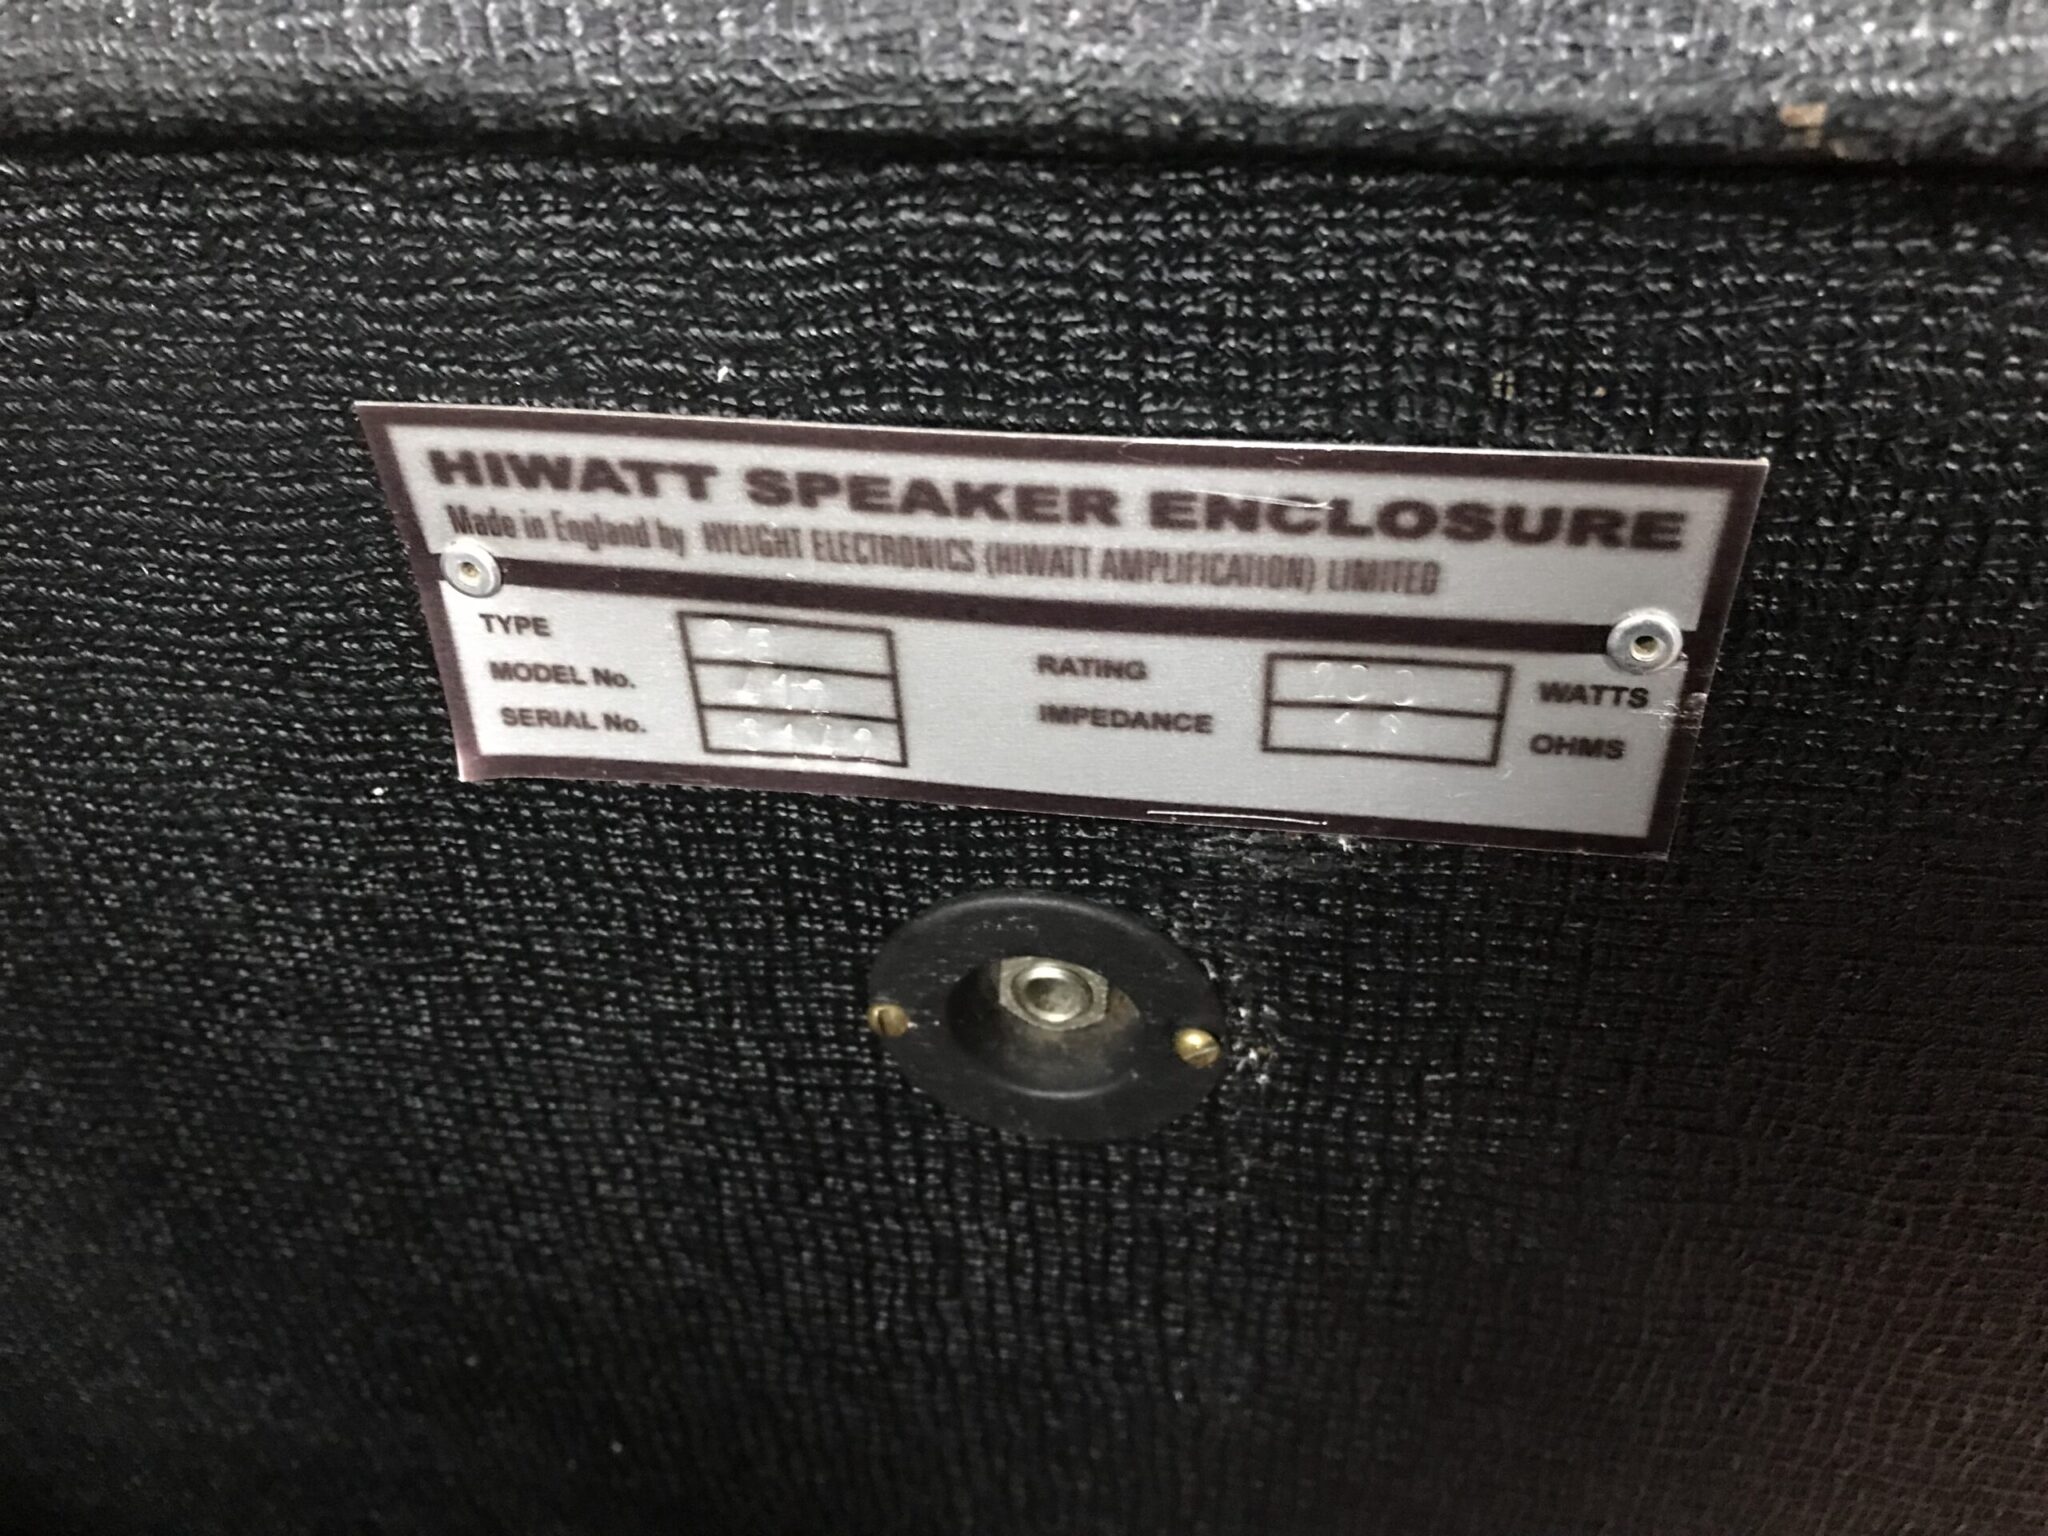 HIWATT SPEAKER ENCLOSURE
Made in England by HYLIGHT ELECTRONICS (HIWATT AMPLIFICATION) LIMITED
TYPE
MODEL No.
SERIAL No.
RATING WATTS
IMPEDANCE OHMS